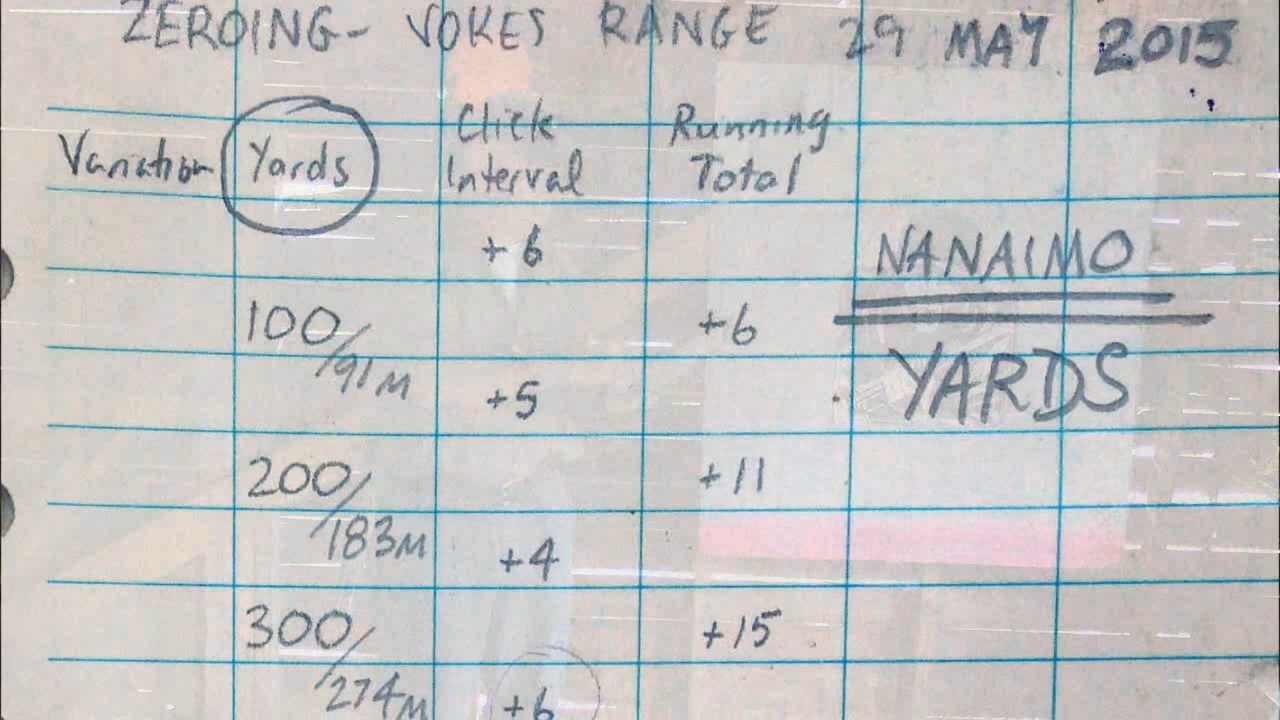 ZEROING- VOKES RANGE 29 MAY 2015
Variation Yards Click Interval Running Total
+6
NANAIMO
100/91M +6
YARDS
+5
200/183M +11
+4
300/274M +15
+6